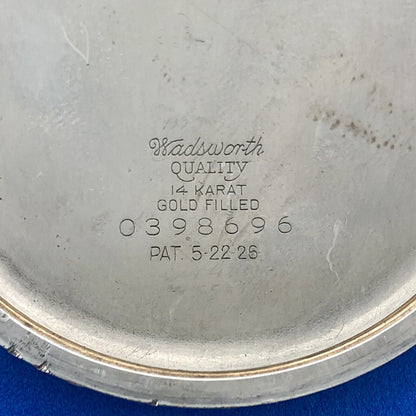 Wadsworth
QUALITY
14 KARAT
GOLD FILLED
0398696
PAT. 5-22-26